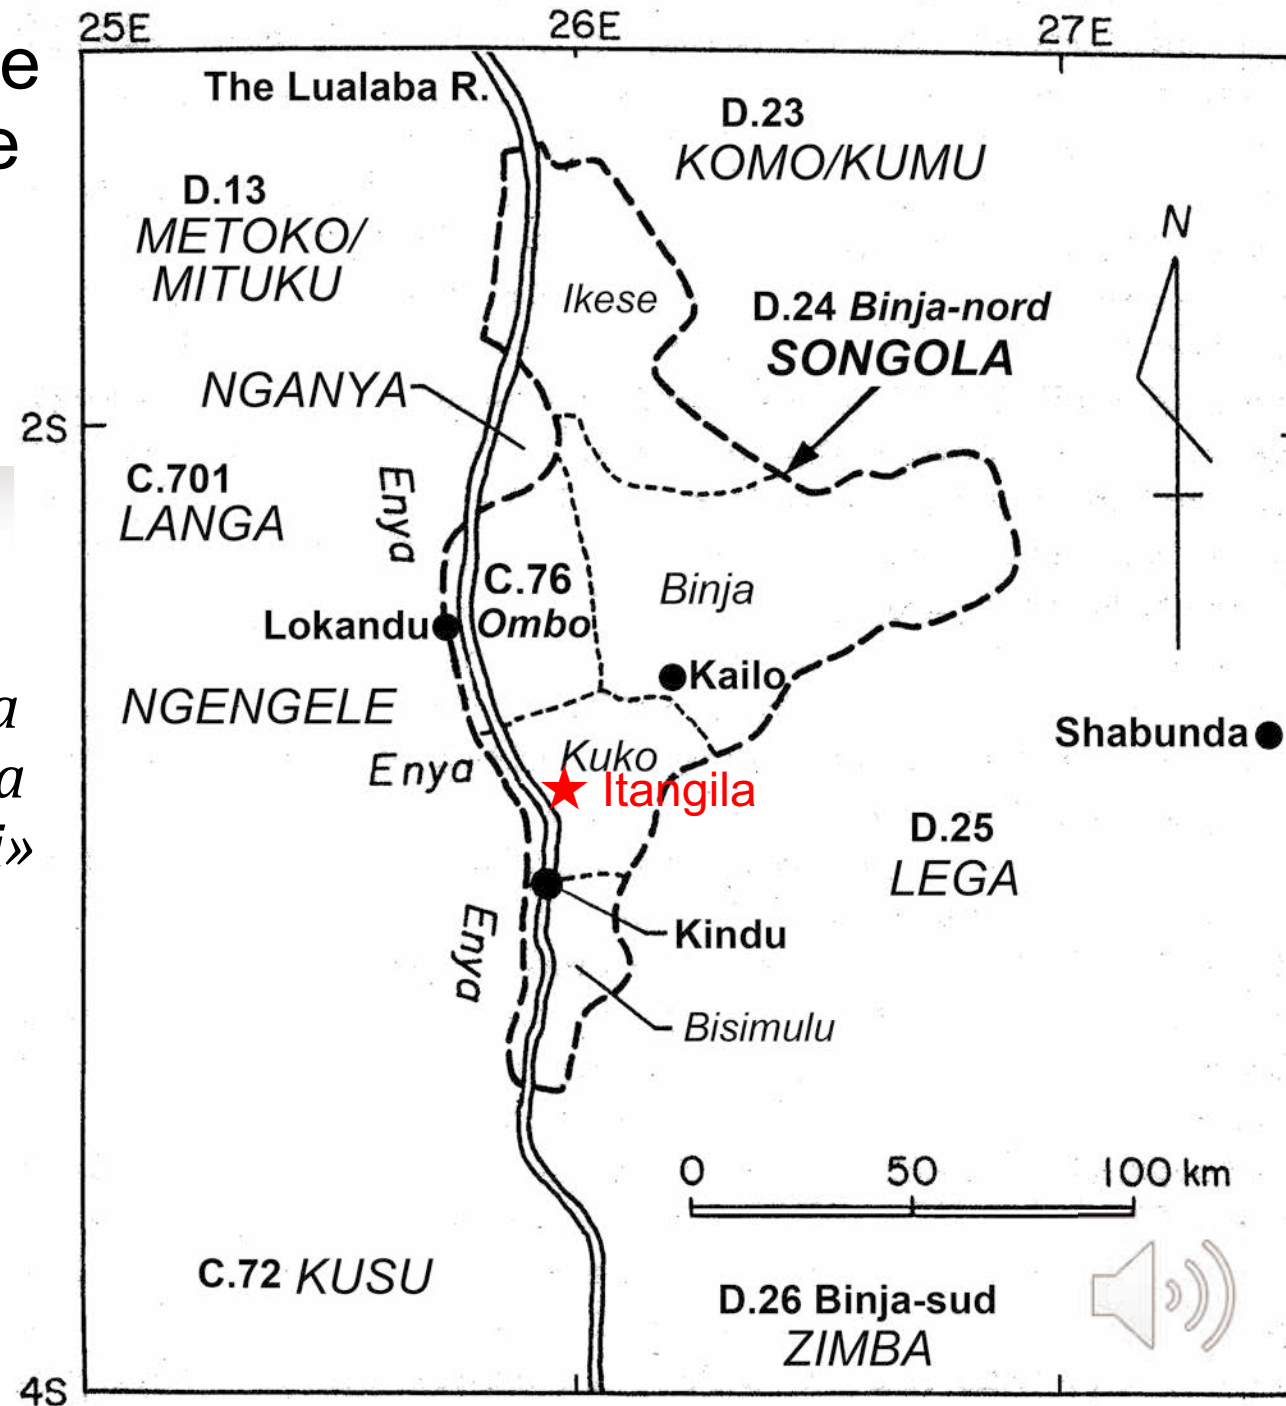 25E
26E
27E
e
e
The Lualaba R.
D.23
KOMO/KUMU
D.13
METOKO/
MITUKU
N
Ikese
D.24 Binja-nord
SONGOLA
NGANYA
2S
C.701
LANGA
Enya
C.76
Ombo
Binja
Lokandu
Kailo
NGENGELE
a
Shabunda
Enya
Kuko
a
Itangila
i»
D.25
LEGA
Enya
Kindu
Bisimulu
0 50 100 km
C.72 KUSU
D.26 Binja-sud
ZIMBA
4S